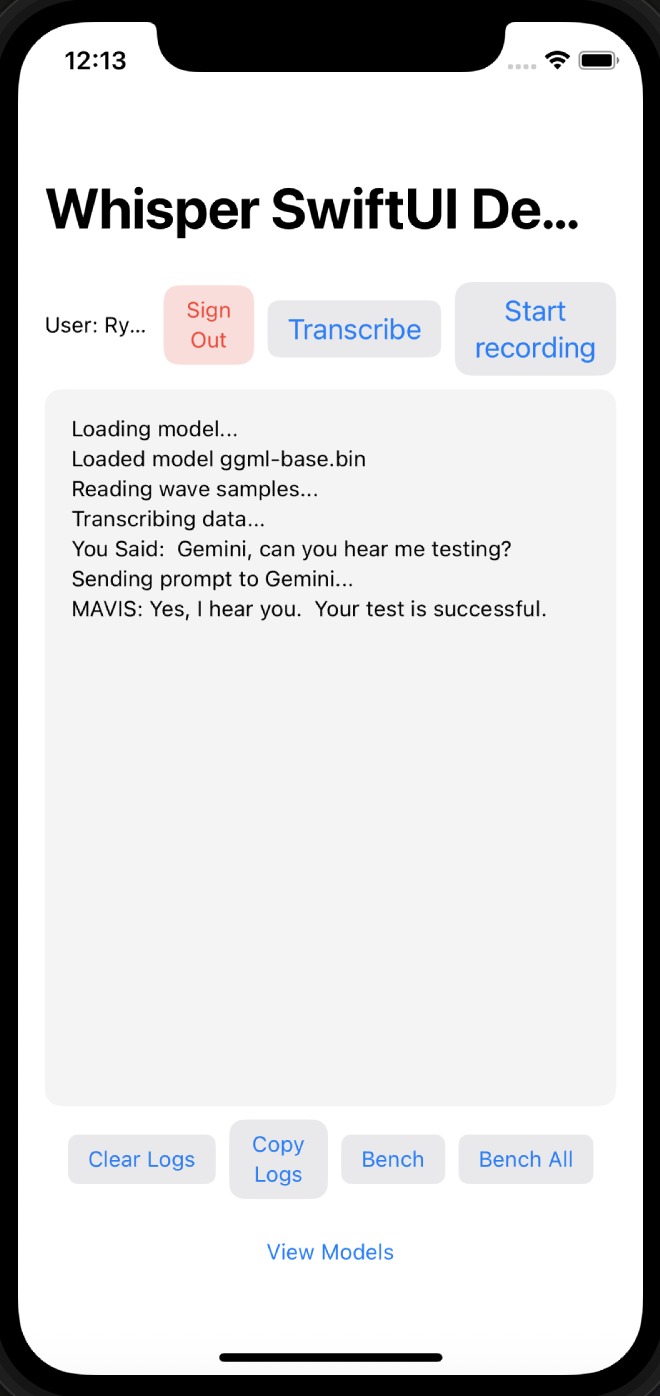 12:13
Whisper SwiftUI De...
User: Ry...
Sign
Out
Transcribe
Start
recording
Loading model...
Loaded model ggml-base.bin
Reading wave samples...
Transcribing data...
You Said:  Gemini, can you hear me testing?
Sending prompt to Gemini...
MAVIS: Yes, I hear you.  Your test is successful.
Clear Logs
Copy
Logs
Bench
Bench All
View Models